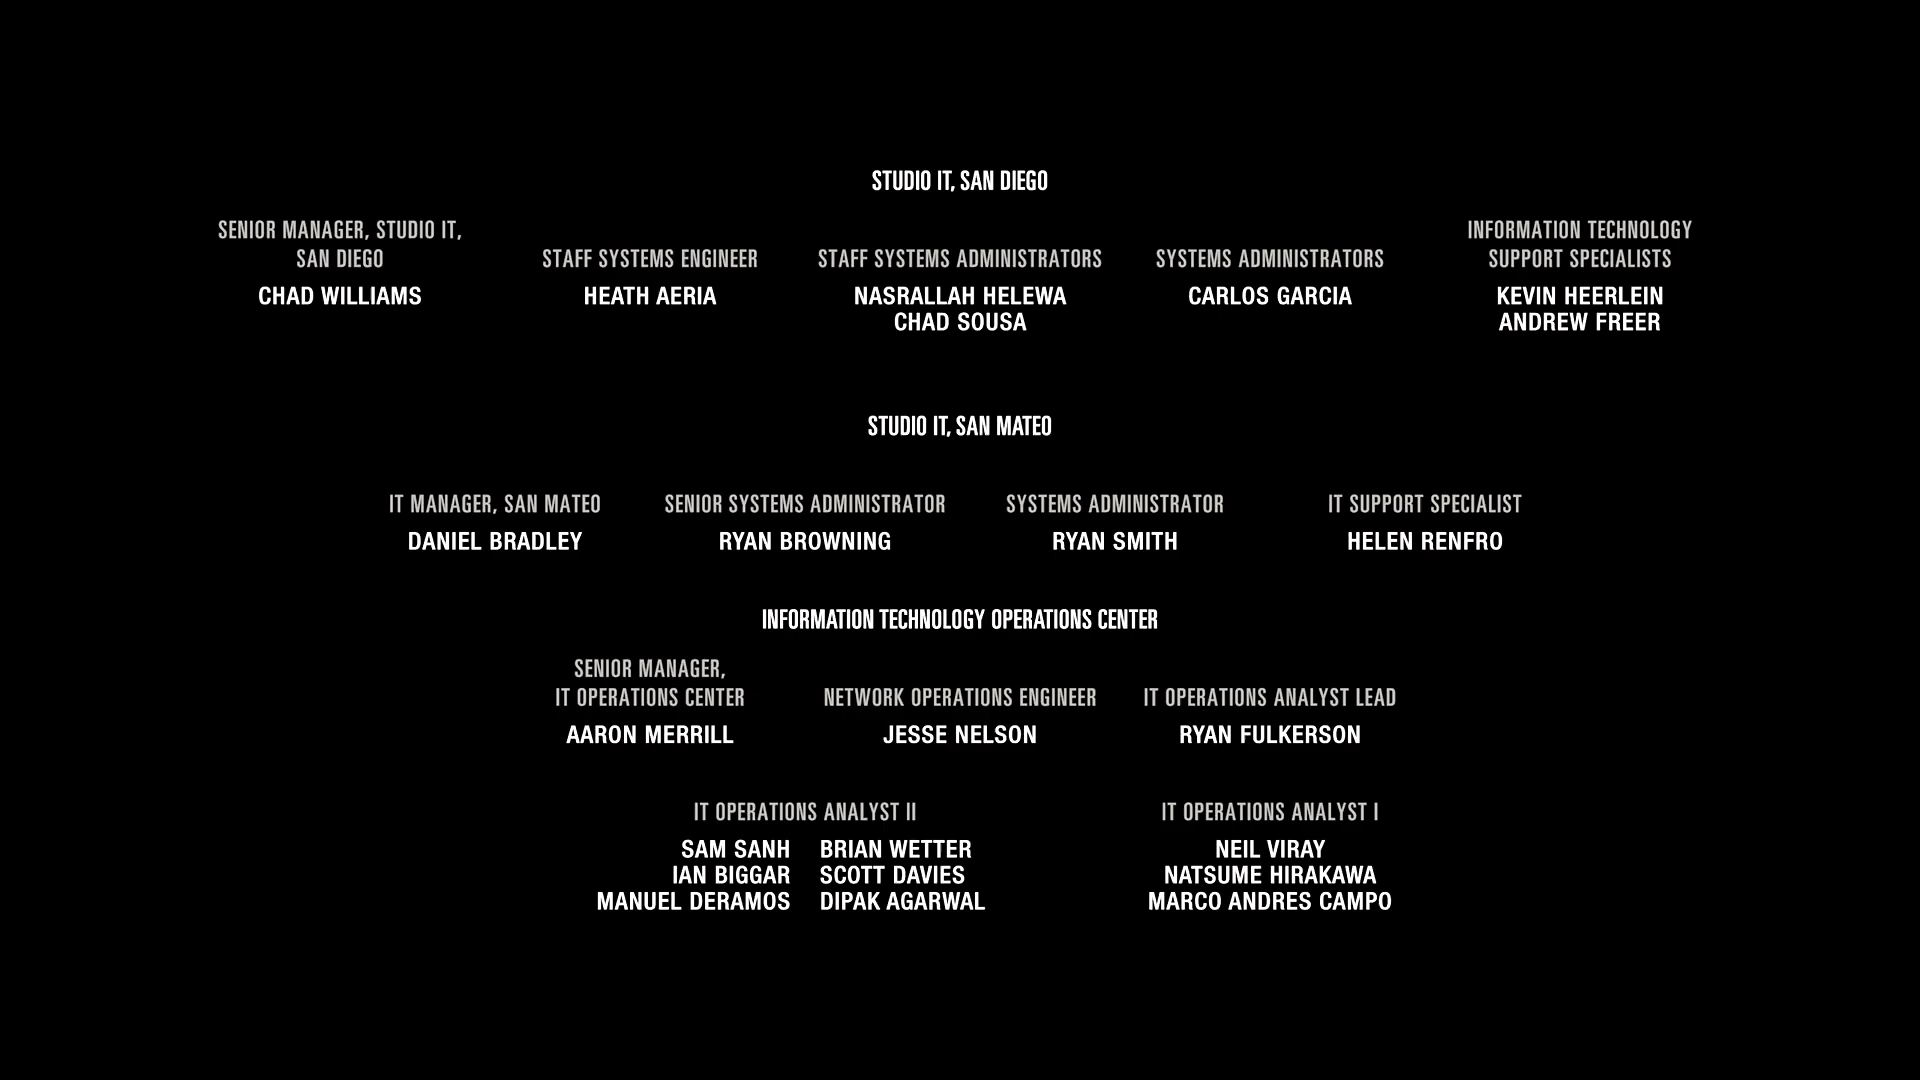 STUDIO IT, SAN DIEGO
SENIOR MANAGER, STUDIO IT,
SAN DIEGO
CHAD WILLIAMS
STAFF SYSTEMS ENGINEER
HEATH AERIA
STAFF SYSTEMS ADMINISTRATORS
NASRALLAH HELEWA
CHAD SOUSA
SYSTEMS ADMINISTRATORS
CARLOS GARCIA
INFORMATION TECHNOLOGY
SUPPORT SPECIALISTS
KEVIN HEERLEIN
ANDREW FREER
STUDIO IT, SAN MATEO
IT MANAGER, SAN MATEO
DANIEL BRADLEY
SENIOR SYSTEMS ADMINISTRATOR
RYAN BROWNING
SYSTEMS ADMINISTRATOR
RYAN SMITH
IT SUPPORT SPECIALIST
HELEN RENFRO
INFORMATION TECHNOLOGY OPERATIONS CENTER
SENIOR MANAGER,
IT OPERATIONS CENTER
AARON MERRILL
NETWORK OPERATIONS ENGINEER
JESSE NELSON
IT OPERATIONS ANALYST LEAD
RYAN FULKERSON
IT OPERATIONS ANALYST II
SAM SANH
IAN BIGGAR
MANUEL DERAMOS
BRIAN WETTER
SCOTT DAVIES
DIPAK AGARWAL
IT OPERATIONS ANALYST I
NEIL VIRAY
NATSUME HIRAKAWA
MARCO ANDRES CAMPO